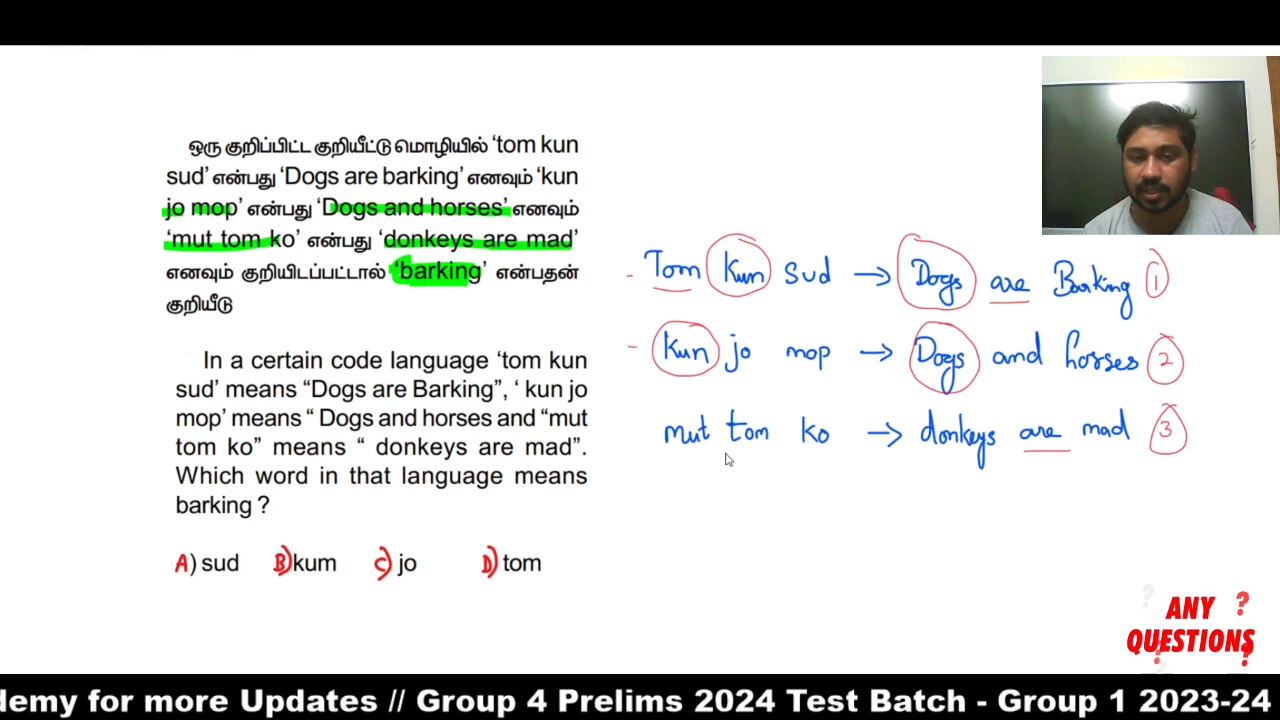 ஒரு குறிப்பிட்ட குறியீட்டு மொழியில் ‘tom kun
sud’ என்பது ‘Dogs are barking’ எனவும் ‘kun
jo mop’ என்பது ‘Dogs and horses’ எனவும்
‘mut tom ko’ என்பது ‘donkeys are mad’
எனவும் குறியிடப்பட்டால் ‘barking’ என்பதன்
குறியீடு
In a certain code language ‘tom kun
sud’ means “Dogs are Barking”, ‘ kun jo
mop’ means “ Dogs and horses and “mut
tom ko” means “ donkeys are mad”.
Which word in that language means
barking ?
A) sud B) kum C) jo D) tom
- Tom Kun Sud → Dogs are Barking 1
- Kun jo mop → Dogs and horses 2
mut tom ko → donkeys are mad 3
ANY ?
QUESTIONS
demy for more Updates // Group 4 Prelims 2024 Test Batch - Group 1 2023-24